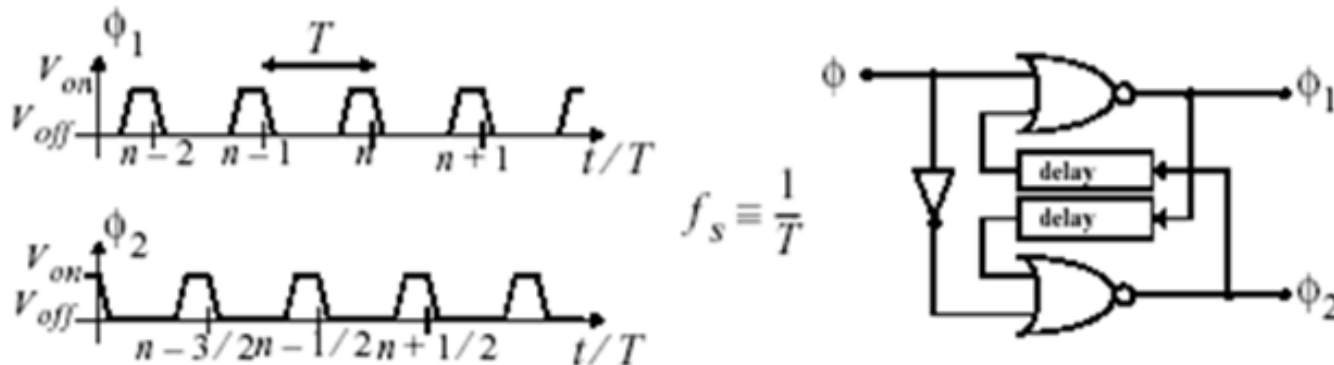 ϕ1
T
Von
Voff
n – 2 n – 1 n n + 1 t / T
ϕ2
Von
Voff
n – 3 / 2 n – 1 / 2 n + 1 / 2 t / T
fs ≡ 1/T
ϕ
ϕ1
delay
delay
ϕ2